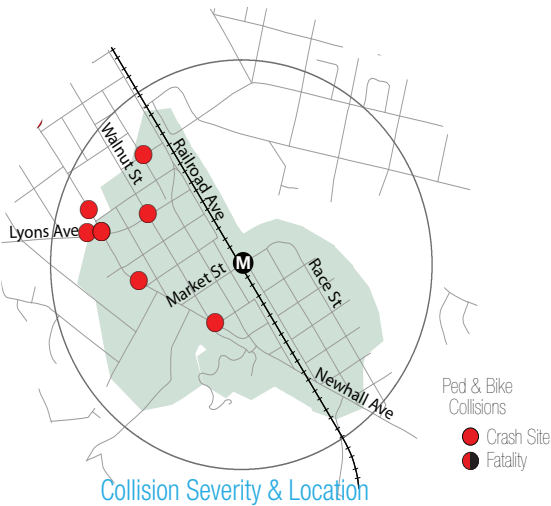 Walnut St
Railroad Ave
Lyons Ave
M
Market St
Race St
Newhall Ave
Ped & Bike
Collisions
Crash Site
Fatality
Collision Severity & Location